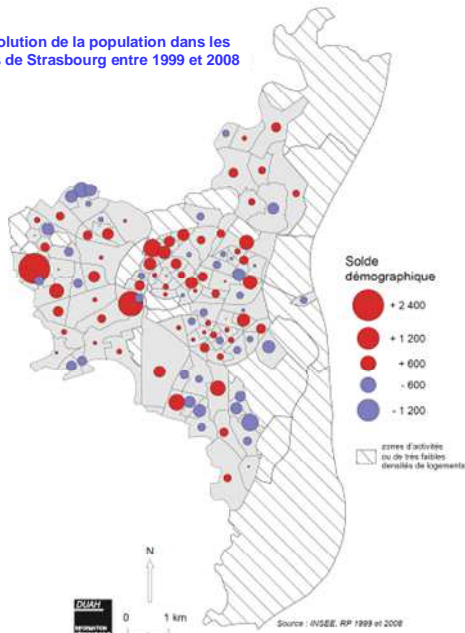 olution de la population dans les
s de Strasbourg entre 1999 et 2008
Solde
démographique
+ 2 400
+ 1 200
+ 600
- 600
- 1 200
zones d'activités
ou de très faibles
densités de logements
N
DUAH
INFORMATION
0 1 km
Source : INSEE, RP 1999 et 2008